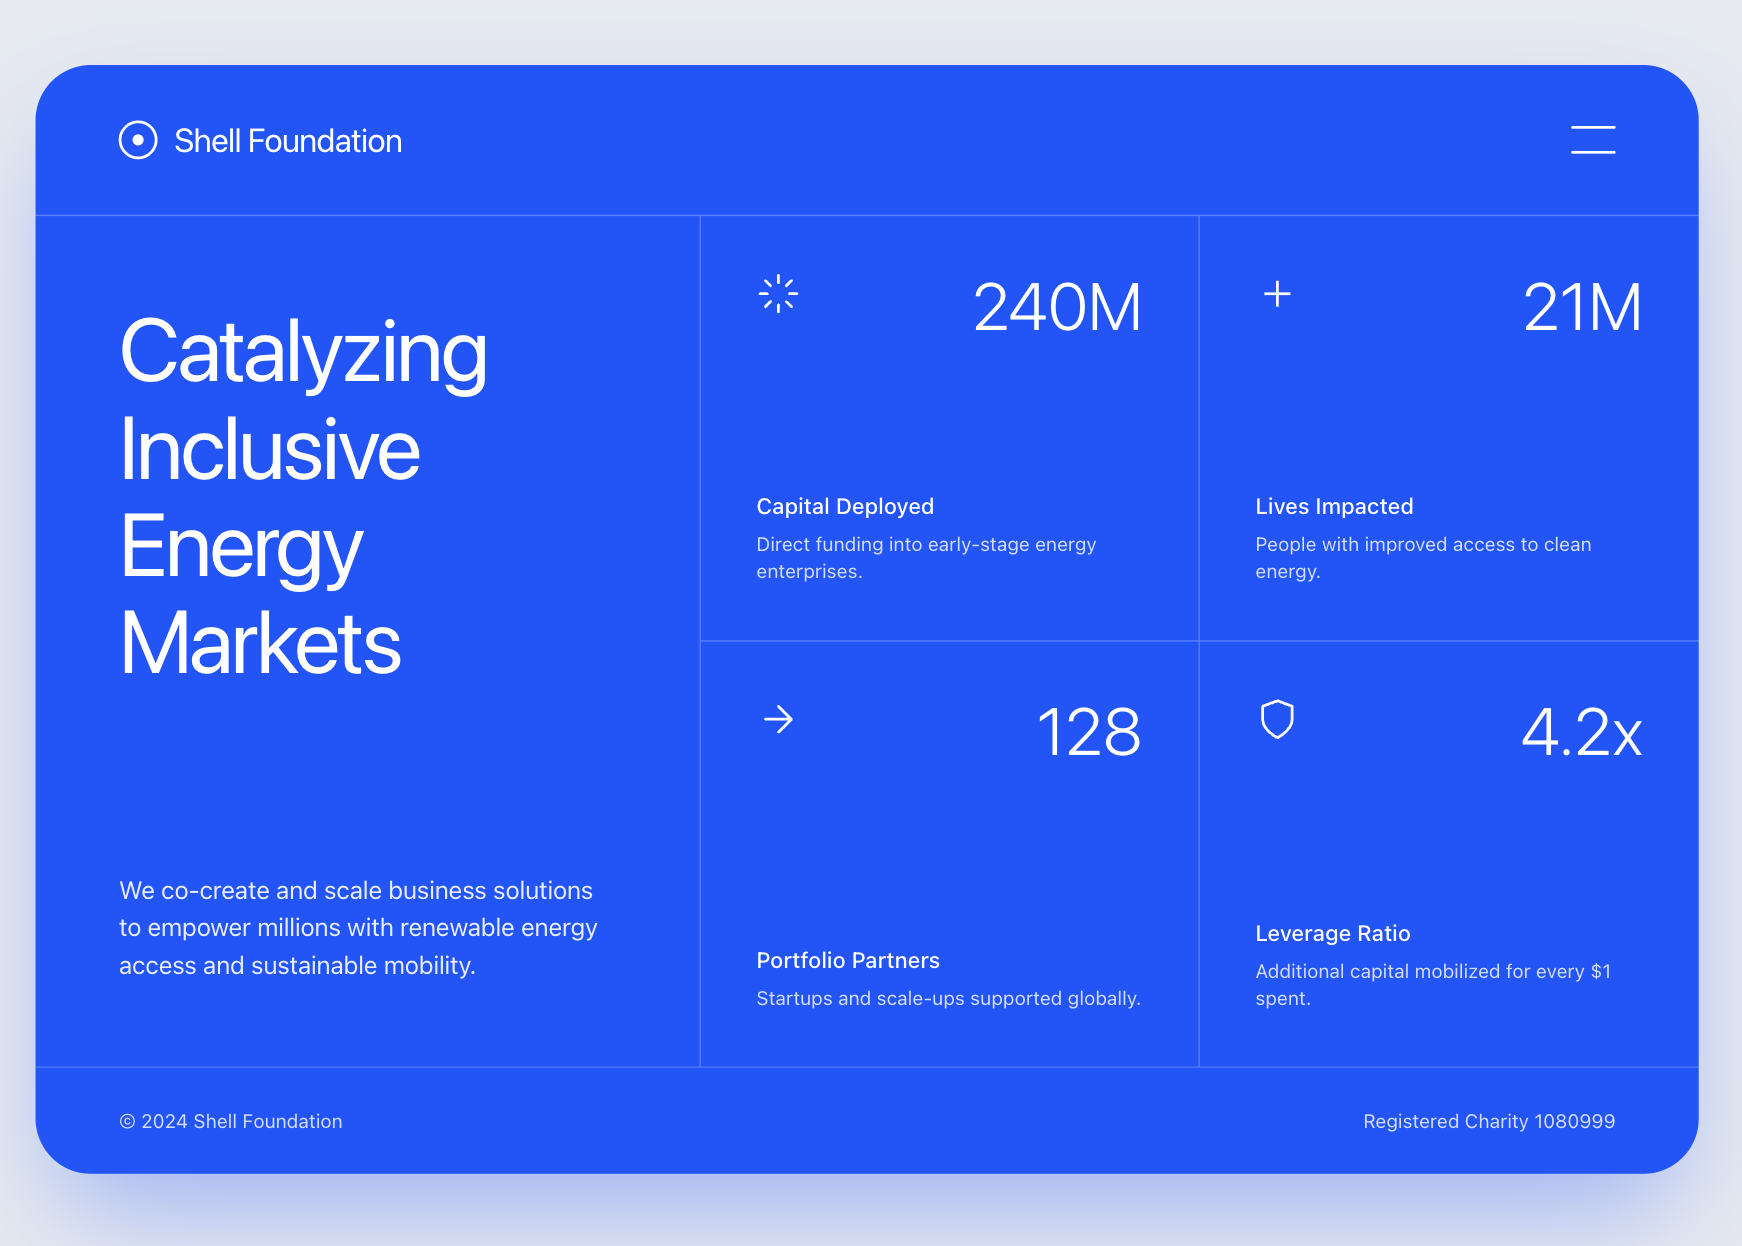 Shell Foundation
Catalyzing
Inclusive
Energy
Markets
We co-create and scale business solutions
to empower millions with renewable energy
access and sustainable mobility.
240M
Capital Deployed
Direct funding into early-stage energy
enterprises.
21M
Lives Impacted
People with improved access to clean
energy.
128
Portfolio Partners
Startups and scale-ups supported globally.
4.2x
Leverage Ratio
Additional capital mobilized for every $1
spent.
© 2024 Shell Foundation
Registered Charity 1080999